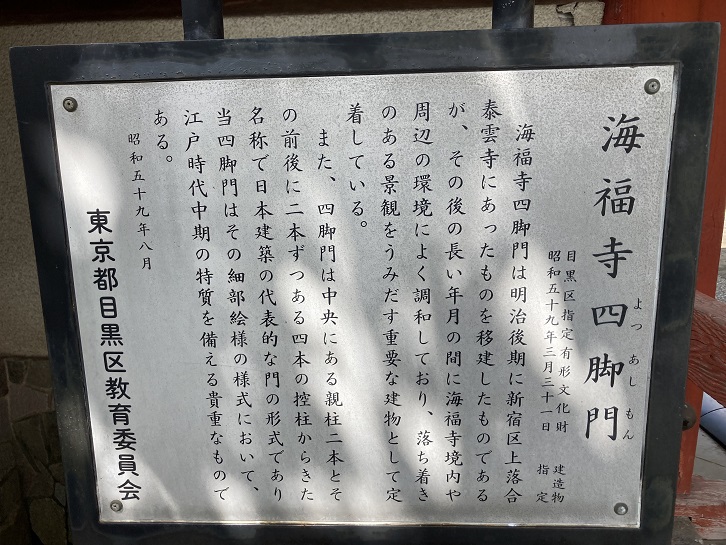 海福寺四脚門
よつあしもん
目黒区指定有形文化財 建造物
昭和五十九年三月三十一日 指定
海福寺四脚門は明治後期に新宿区上落合
泰雲寺にあったものを移建したものである
が、その後の長い年月の間に海福寺境内や
周辺の環境によく調和しており、落ち着き
のある景観をうみだす重要な建物として定
着している。
また、四脚門は中央にある親柱二本とそ
の前後に二本ずつある四本の控柱からきた
名称で日本建築の代表的な門の形式であり
当四脚門はその細部絵様の様式において、
江戸時代中期の特質を備える貴重なもので
ある。
昭和五十九年八月
東京都目黒区教育委員会